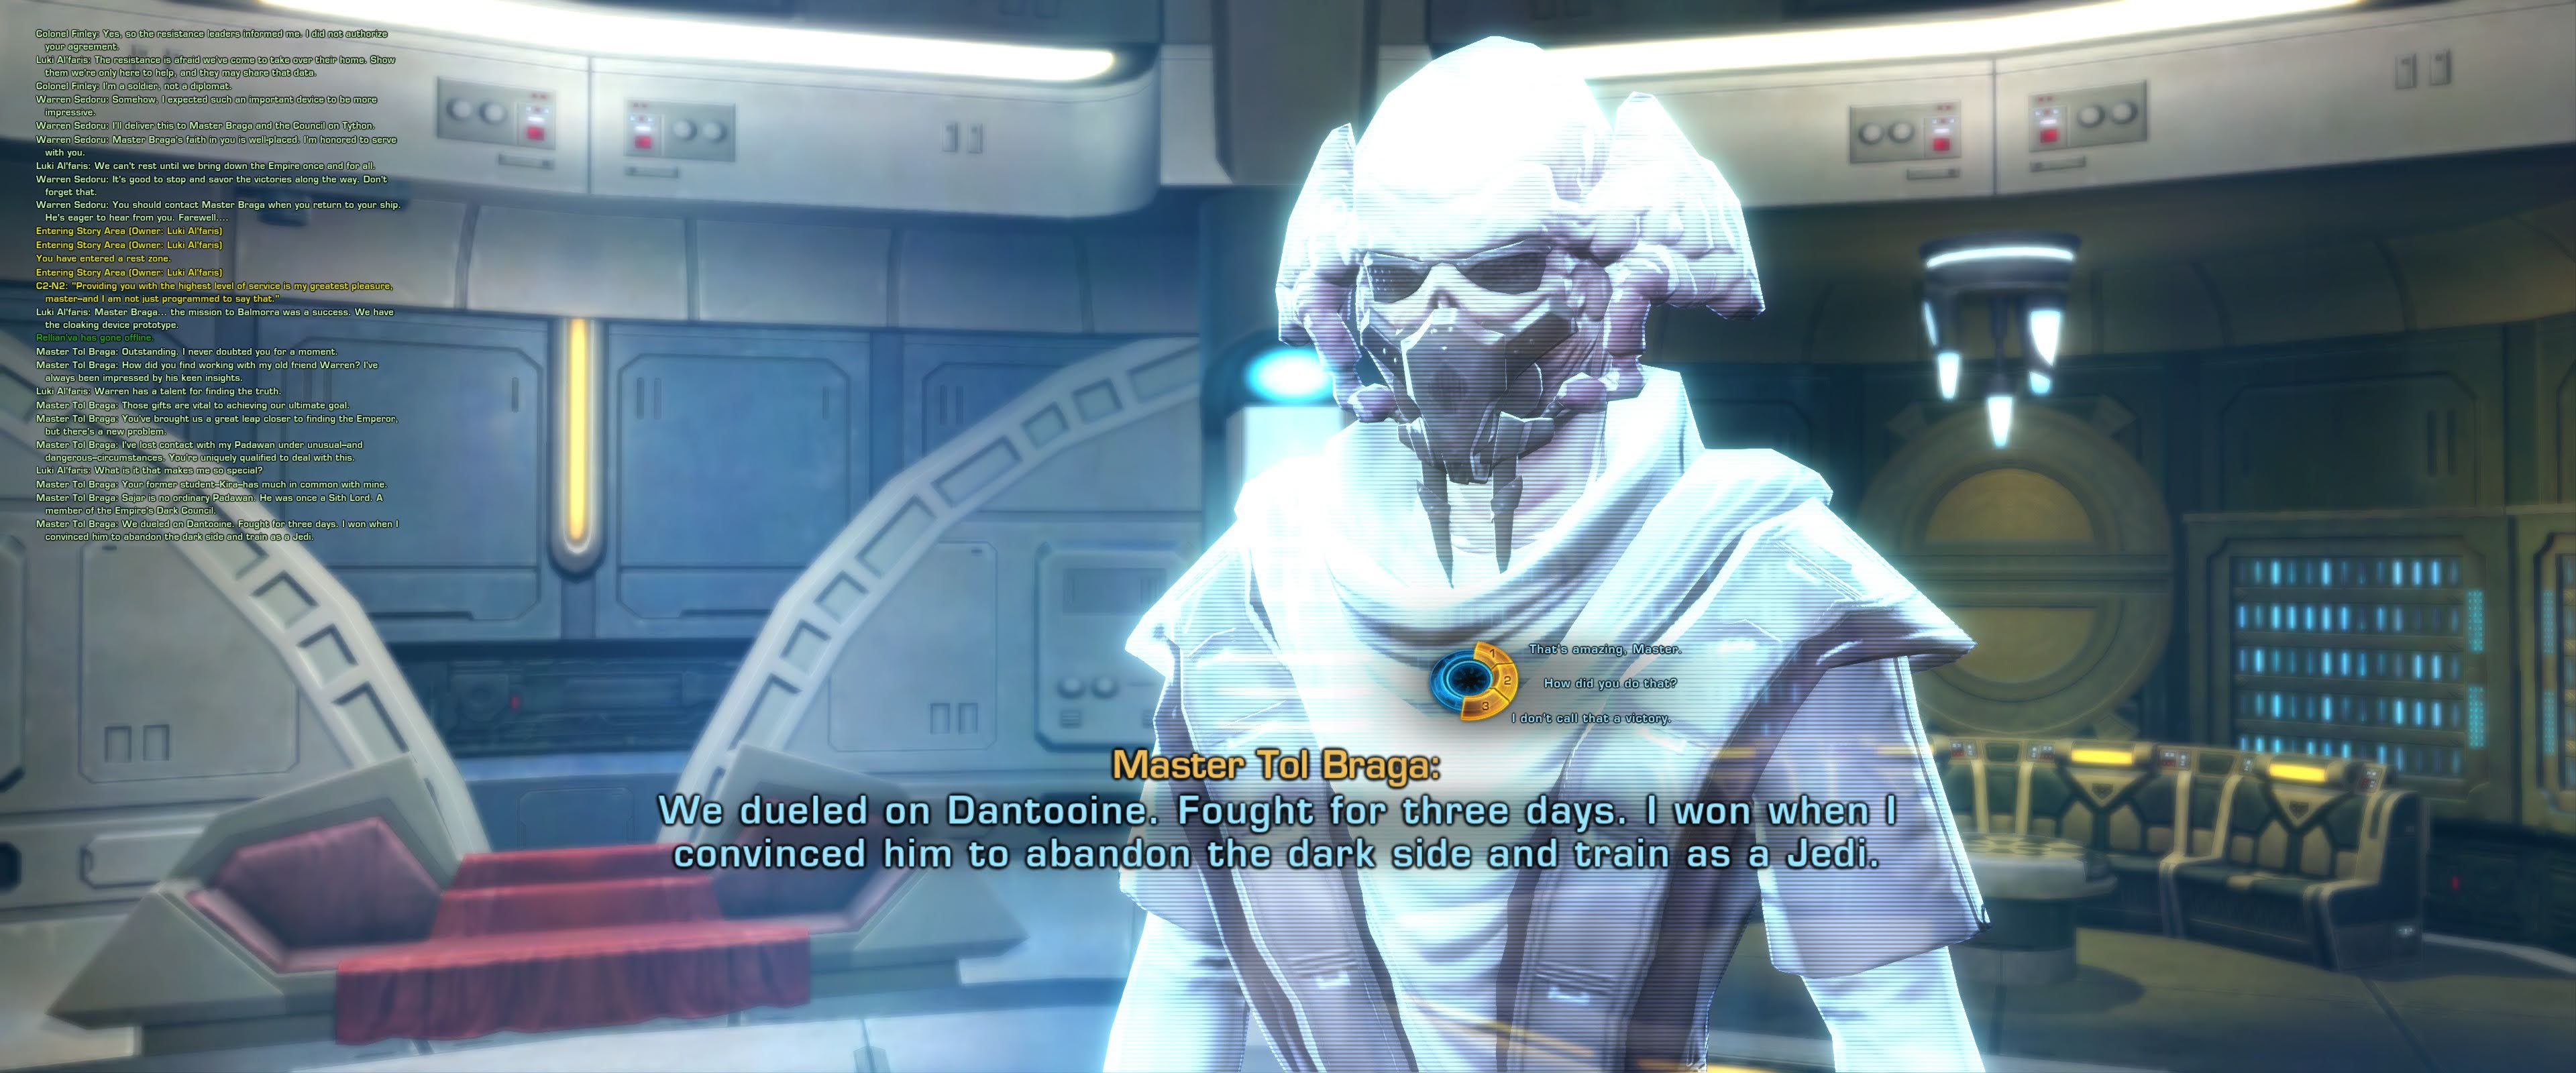 Colonel Finley: Yes, so the resistance leaders informed me. I did not authorize
your agreement.
Luki Al'faris: The resistance is afraid we've come to take over their home. Show
them we're only here to help, and they may share that data.
Colonel Finley: I'm a soldier, not a diplomat.
Warren Sedoru: Somehow, I expected such an important device to be more
impressive.
Warren Sedoru: I'll deliver this to Master Braga and the Council on Tython.
Warren Sedoru: Master Braga's faith in you is well-placed. I'm honored to serve
with you.
Luki Al'faris: We can't rest until we bring down the Empire once and for all.
Warren Sedoru: It's good to stop and savor the victories along the way. Don't
forget that.
Warren Sedoru: You should contact Master Braga when you return to your ship.
He's eager to hear from you. Farewell....
Entering Story Area (Owner: Luki Al'faris)
Entering Story Area (Owner: Luki Al'faris)
You have entered a rest zone.
Entering Story Area (Owner: Luki Al'faris)
C2-N2: "Providing you with the highest level of service is my greatest pleasure,
master–and I am not just programmed to say that."
Luki Al'faris: Master Braga... the mission to Balmorra was a success. We have
the cloaking device prototype.
Rellian'va has gone offline.
Master Tol Braga: Outstanding. I never doubted you for a moment.
Master Tol Braga: How did you find working with my old friend Warren? I've
always been impressed by his keen insights.
Luki Al'faris: Warren has a talent for finding the truth.
Master Tol Braga: Those gifts are vital to achieving our ultimate goal.
Master Tol Braga: You've brought us a great leap closer to finding the Emperor,
but there's a new problem.
Master Tol Braga: I've lost contact with my Padawan under unusual–and
dangerous–circumstances. You're uniquely qualified to deal with this.
Luki Al'faris: What is it that makes me so special?
Master Tol Braga: Your former student–Kira–has much in common with mine.
Master Tol Braga: Sajar is no ordinary Padawan. He was once a Sith Lord. A
member of the Empire's Dark Council.
Master Tol Braga: We dueled on Dantooine. Fought for three days. I won when I
convinced him to abandon the dark side and train as a Jedi.
1 That's amazing, Master.
2 How did you do that?
3 I don't call that a victory.
Master Tol Braga:
We dueled on Dantooine. Fought for three days. I won when I
convinced him to abandon the dark side and train as a Jedi.